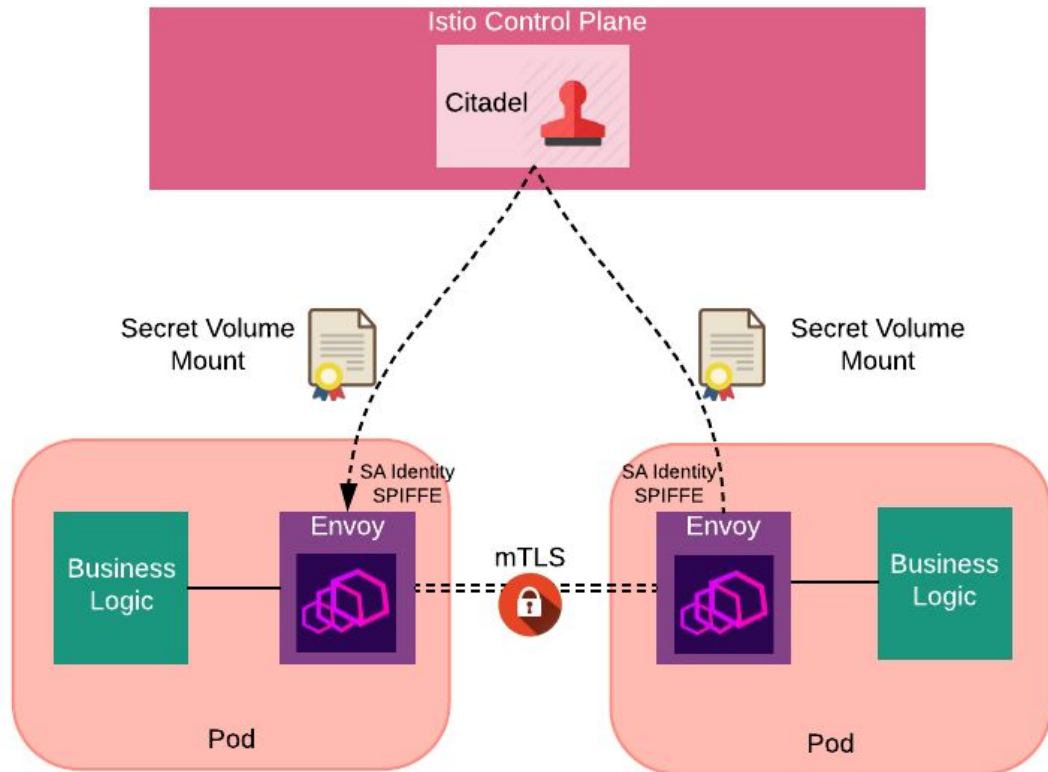 Istio Control Plane
Citadel
Secret Volume
Mount
Secret Volume
Mount
SA Identity
SPIFFE
SA Identity
SPIFFE
Business
Logic
Envoy
mTLS
Envoy
Business
Logic
Pod
Pod